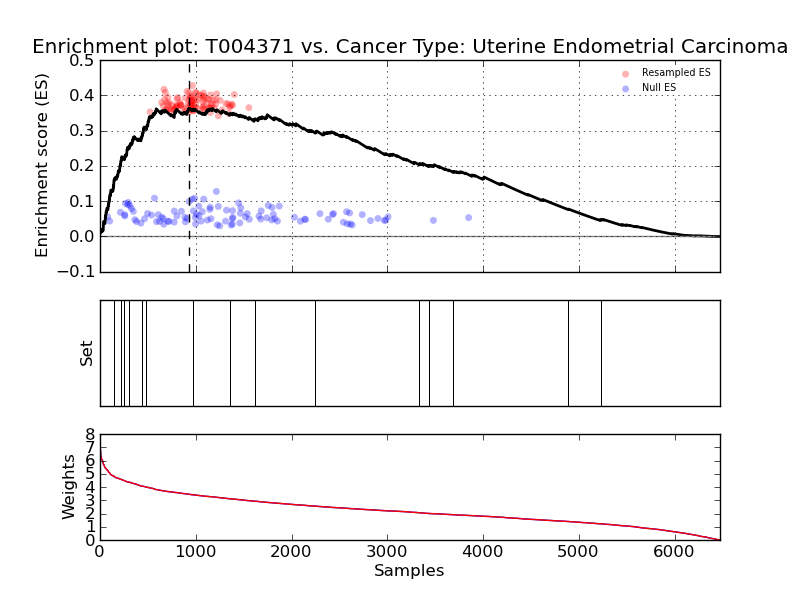 Enrichment plot: T004371 vs. Cancer Type: Uterine Endometrial Carcinoma
Enrichment score (ES)
0.5
0.4
0.3
0.2
0.1
0.0
−0.1
Resampled ES
Null ES
Set
Weights
8
7
6
5
4
3
2
1
0
0 1000 2000 3000 4000 5000 6000
Samples